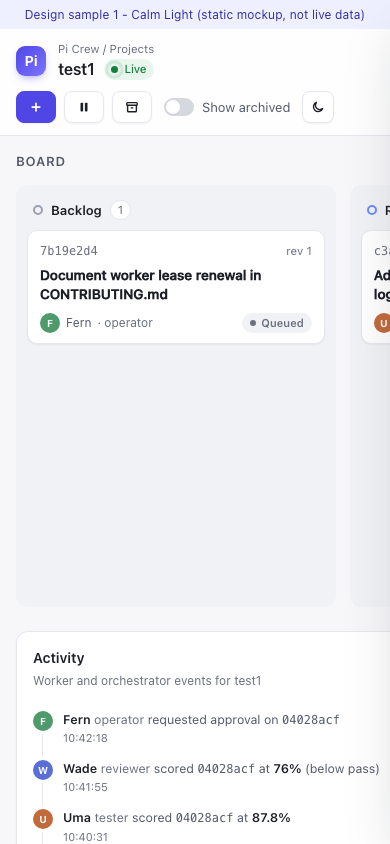 Design sample 1 - Calm Light (static mockup, not live data)
Pi
Pi Crew / Projects
test1
Live
Show archived
BOARD
Backlog
1
7b19e2d4
rev 1
Document worker lease renewal in
CONTRIBUTING.md
F
Fern · operator
Queued
Activity
Worker and orchestrator events for test1
F
Fern operator requested approval on 04028acf
10:42:18
W
Wade reviewer scored 04028acf at 76% (below pass)
10:41:55
U
Uma tester scored 04028acf at 87.8%
10:40:31